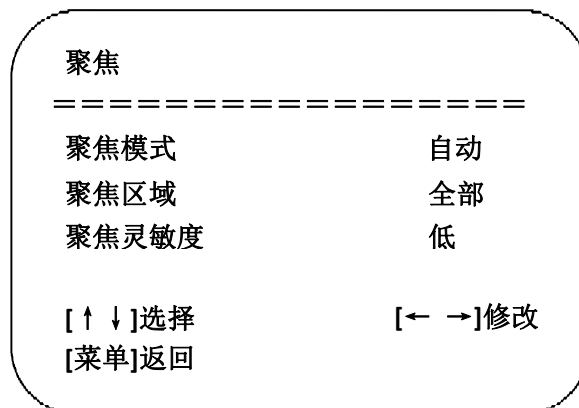 聚焦
==================
聚焦模式 自动
聚焦区域 全部
聚焦灵敏度 低
[↑ ↓]选择 [← →]修改
[菜单]返回